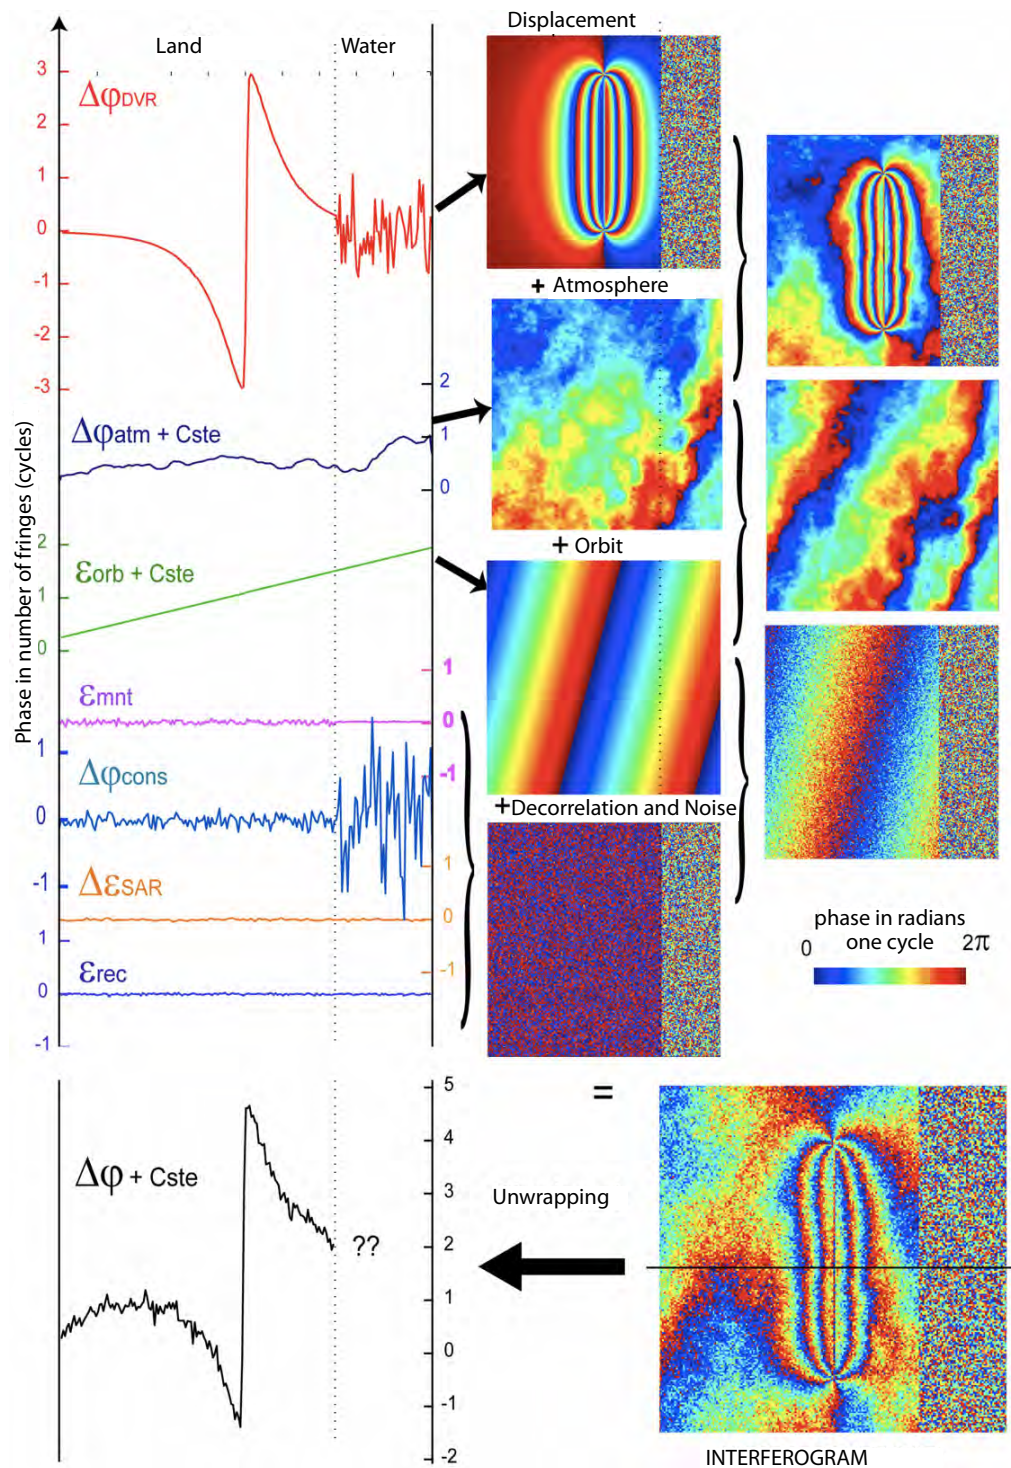 Land
Water
Displacement
3
ΔφDVR
2
1
0
-1
-2
-3
+ Atmosphere
2
1
0
Δφatm + Cste
+ Orbit
2
εorb + Cste
1
0
Phase in number of fringes (cycles)
εmnt
1
0
-1
1
Δφcons
0
-1
+Decorrelation and Noise
ΔεSAR
1
0
-1
1
εrec
0
-1
phase in radians
0 one cycle 2π
=
5
4
3
2
1
0
-1
-2
Δφ + Cste
??
Unwrapping
INTERFEROGRAM